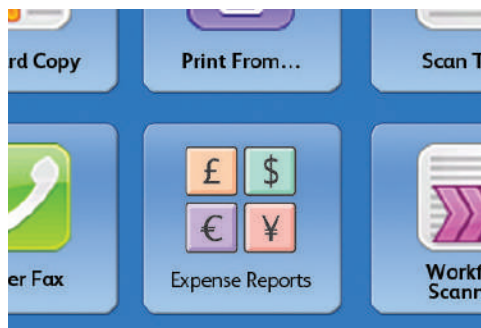 rd Copy
Print From...
Scan T
£ $
€ ¥
er Fax
Expense Reports
Workf
Scann